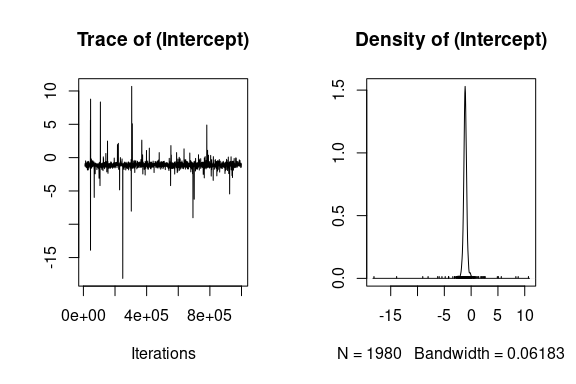 Trace of (Intercept)
10
5
0
-5
-15
0e+00 4e+05 8e+05
Iterations
Density of (Intercept)
1.5
1.0
0.5
0.0
-15 -5 0 5 10
N = 1980 Bandwidth = 0.06183